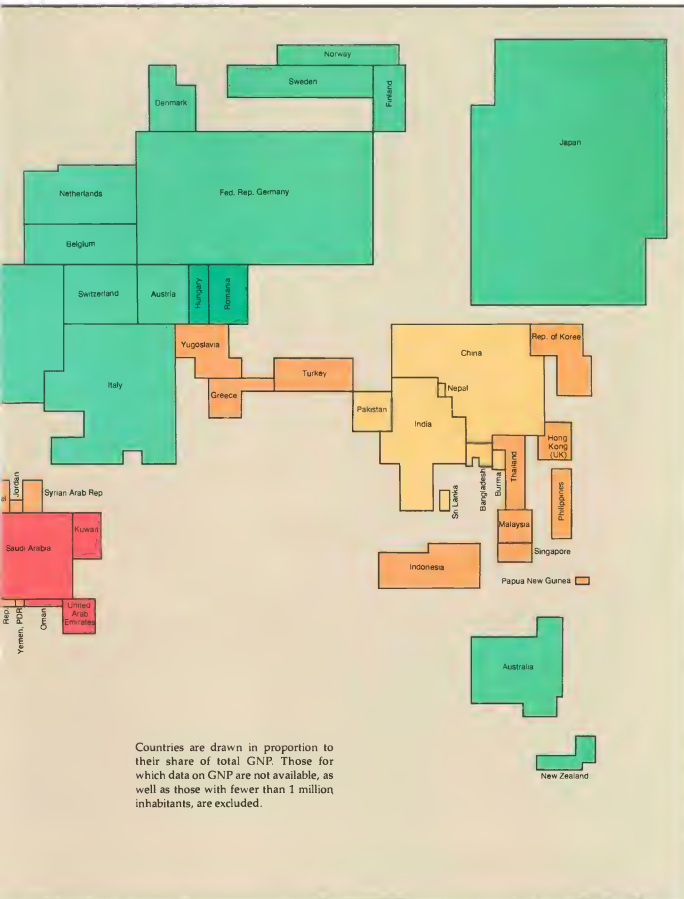 Norway
Sweden
Finland
Denmark
Japan
Netherlands
Fed. Rep. Germany
Belgium
Switzerland
Austria
Hungary
Romania
Yugoslavia
China
Rep. of Korea
Turkey
Italy
Nepal
Greece
Pakistan
India
Hong
Kong
(UK)
Thailand
Bangladesh
Burma
Sri Lanka
Philippines
Jordan
Syrian Arab Rep
Kuwait
Malaysia
Saudi Arabia
Singapore
Indonesia
Papua New Guinea
Rep.
Yemen, PDR
Oman
United
Arab
Emirates
Australia
New Zealand
Countries are drawn in proportion to
their share of total GNP. Those for
which data on GNP are not available, as
well as those with fewer than 1 million
inhabitants, are excluded.